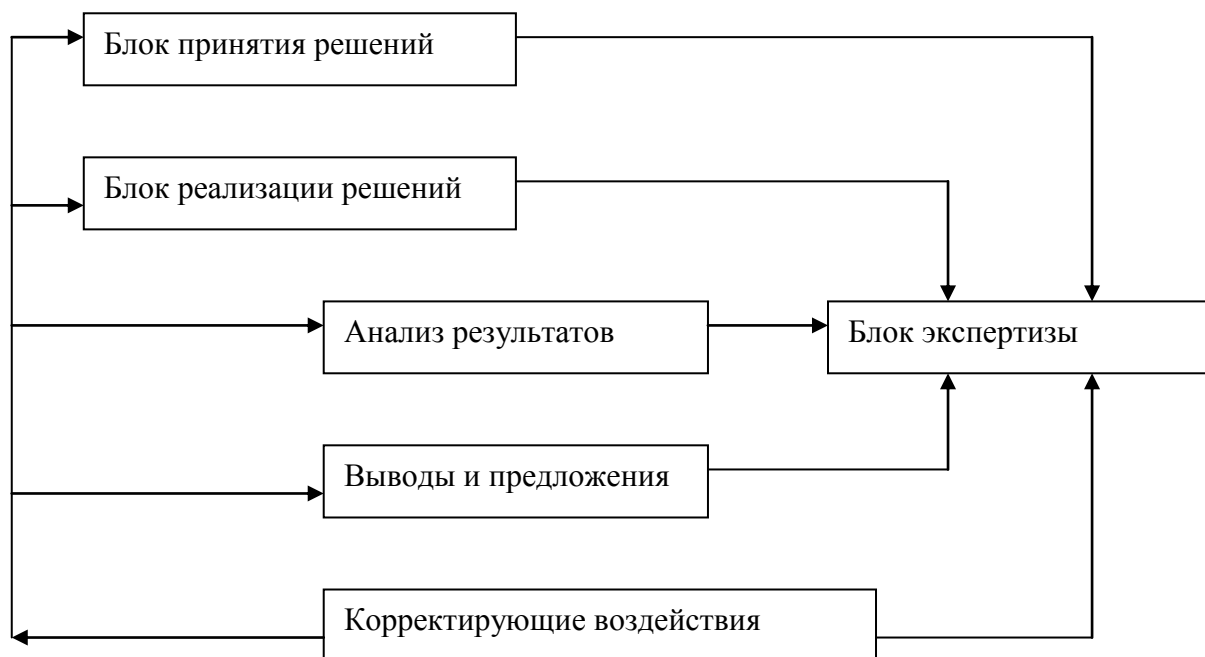 Блок принятия решений
Блок реализации решений
Анализ результатов
Блок экспертизы
Выводы и предложения
Корректирующие воздействия